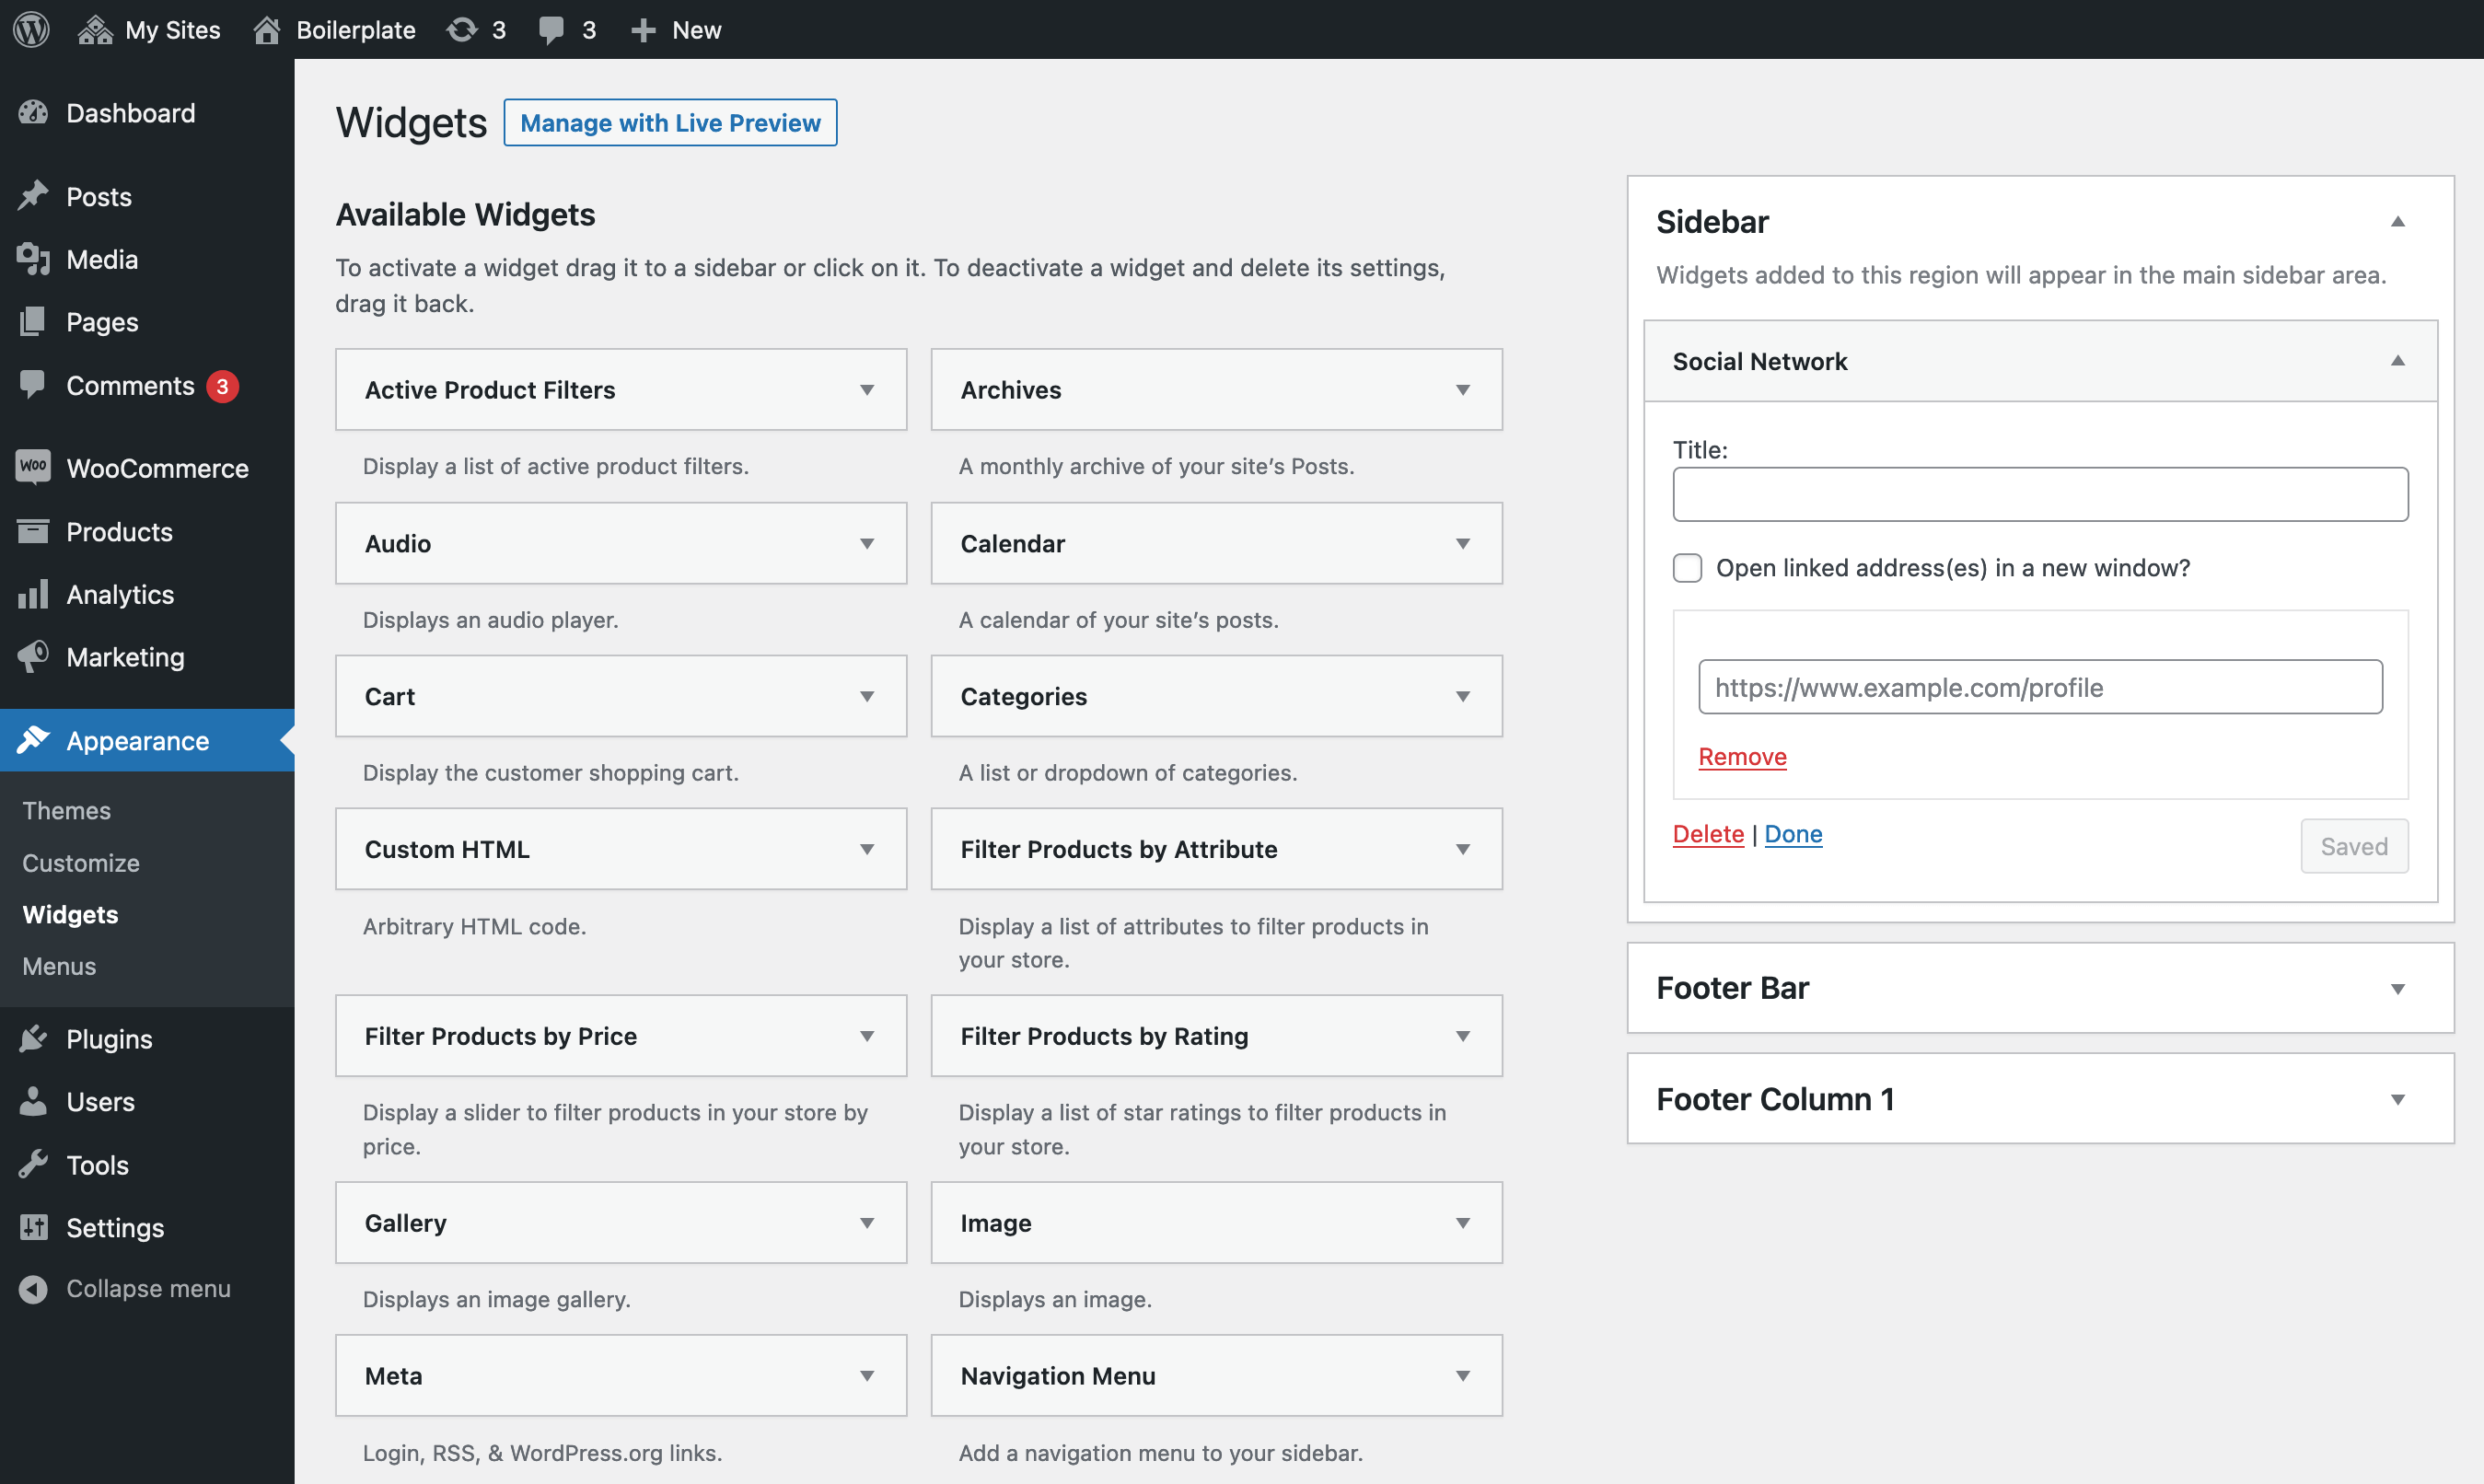 My Sites
Boilerplate
3
3
New
Dashboard
Posts
Media
Pages
Comments 3
WOO WooCommerce
Products
Analytics
Marketing
Appearance
Themes
Customize
Widgets
Menus
Plugins
Users
Tools
Settings
Collapse menu
Widgets
Manage with Live Preview
Available Widgets
To activate a widget drag it to a sidebar or click on it. To deactivate a widget and delete its settings,
drag it back.
Active Product Filters
Display a list of active product filters.
Archives
A monthly archive of your site’s Posts.
Audio
Displays an audio player.
Calendar
A calendar of your site’s posts.
Cart
Display the customer shopping cart.
Categories
A list or dropdown of categories.
Custom HTML
Arbitrary HTML code.
Filter Products by Attribute
Display a list of attributes to filter products in
your store.
Filter Products by Price
Display a slider to filter products in your store by
price.
Filter Products by Rating
Display a list of star ratings to filter products in
your store.
Gallery
Displays an image gallery.
Image
Displays an image.
Meta
Login, RSS, & WordPress.org links.
Navigation Menu
Add a navigation menu to your sidebar.
Sidebar
Widgets added to this region will appear in the main sidebar area.
Social Network
Title:
Open linked address(es) in a new window?
https://www.example.com/profile
Remove
Delete | Done
Saved
Footer Bar
Footer Column 1